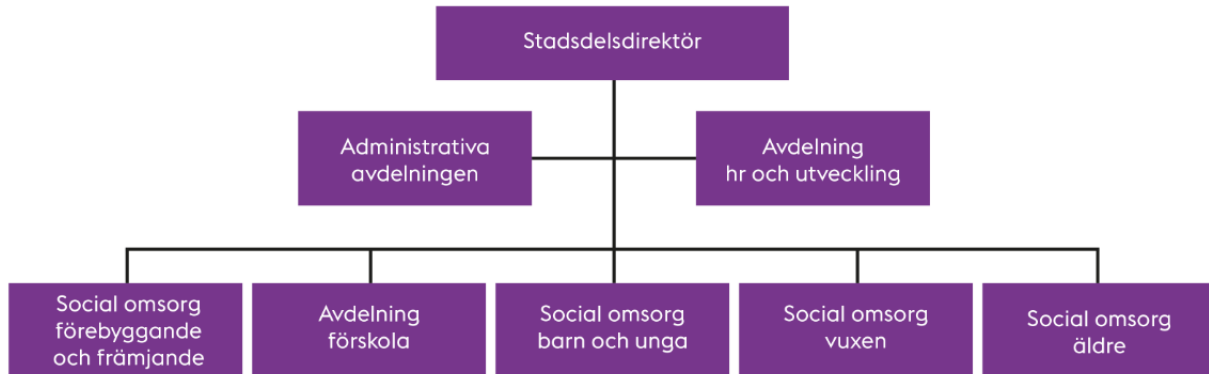 Stadsdelsdirektör
Administrativa
avdelningen
Avdelning
hr och utveckling
Social omsorg
förebyggande
och främjande
Avdelning
förskola
Social omsorg
barn och unga
Social omsorg
vuxen
Social omsorg
äldre